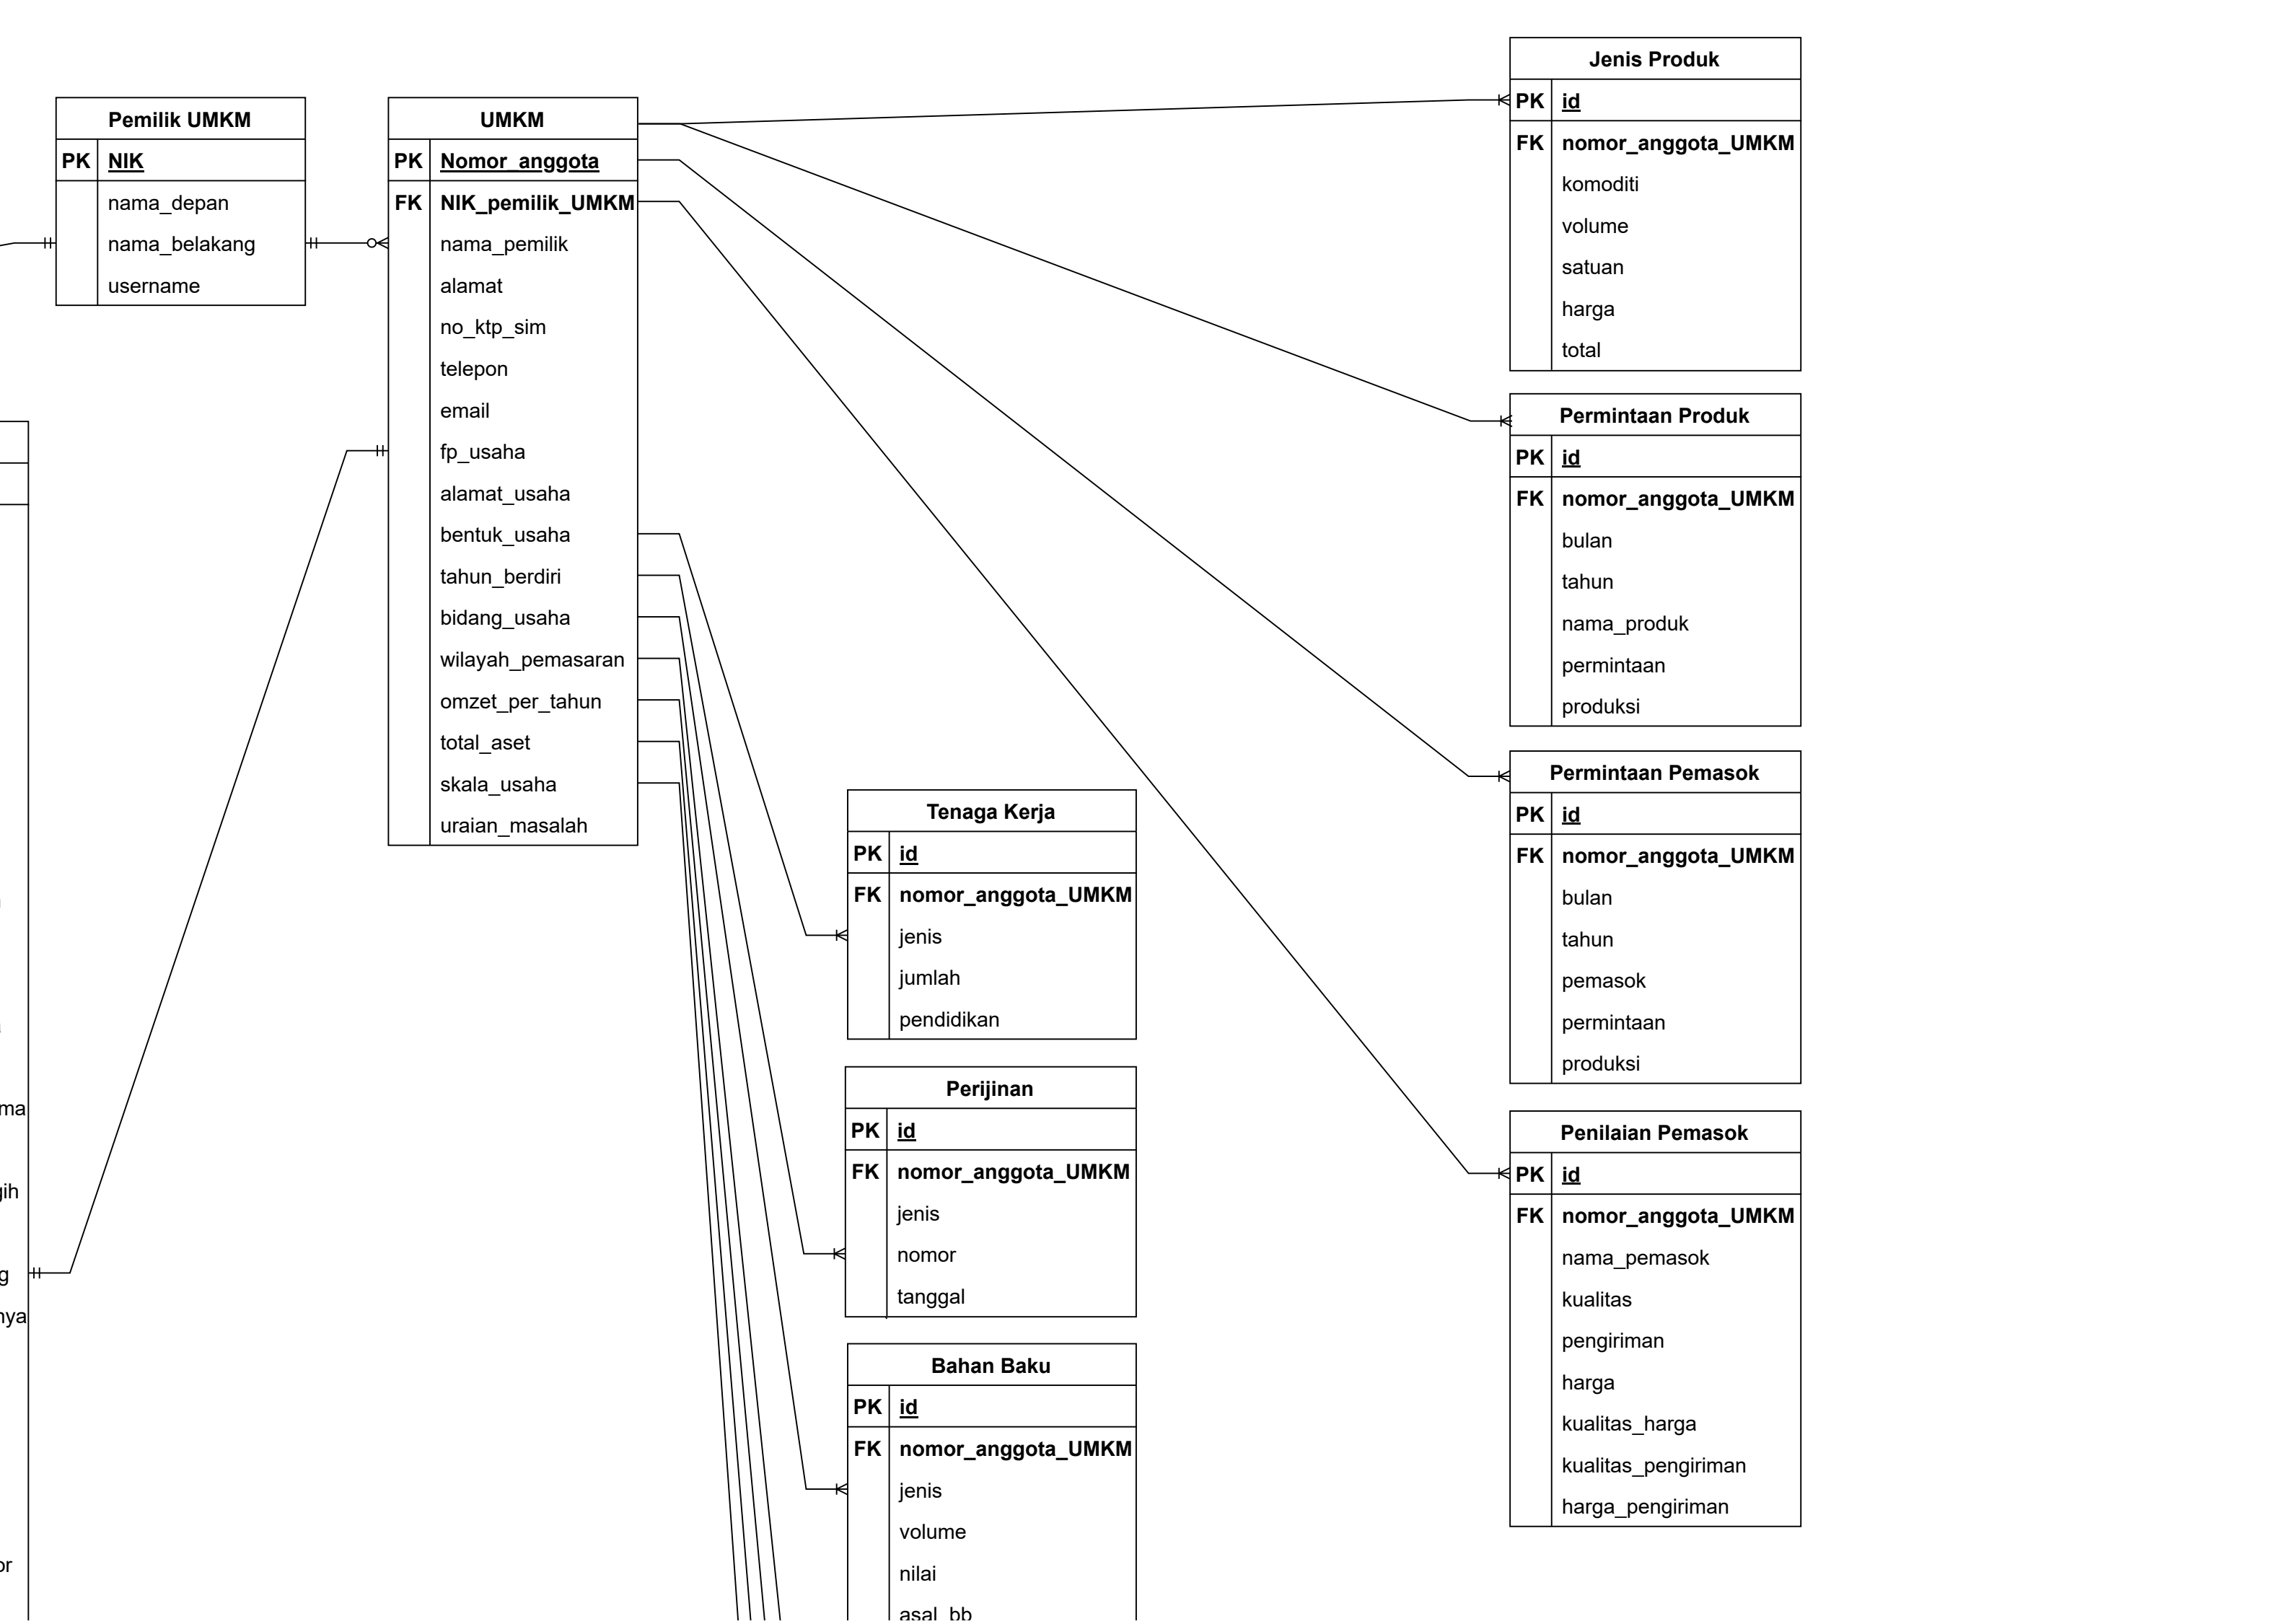 Pemilik UMKM
PK NIK
nama_depan
nama_belakang
username
UMKM
PK Nomor_anggota
FK NIK_pemilik_UMKM
nama_pemilik
alamat
no_ktp_sim
telepon
email
fp_usaha
alamat_usaha
bentuk_usaha
tahun_berdiri
bidang_usaha
wilayah_pemasaran
omzet_per_tahun
total_aset
skala_usaha
uraian_masalah
Tenaga Kerja
PK id
FK nomor_anggota_UMKM
jenis
jumlah
pendidikan
Perijinan
PK id
FK nomor_anggota_UMKM
jenis
nomor
tanggal
Bahan Baku
PK id
FK nomor_anggota_UMKM
jenis
volume
nilai
asal_bb
Jenis Produk
PK id
FK nomor_anggota_UMKM
komoditi
volume
satuan
harga
total
Permintaan Produk
PK id
FK nomor_anggota_UMKM
bulan
tahun
nama_produk
permintaan
produksi
Permintaan Pemasok
PK id
FK nomor_anggota_UMKM
bulan
tahun
pemasok
permintaan
produksi
Penilaian Pemasok
PK id
FK nomor_anggota_UMKM
nama_pemasok
kualitas
pengiriman
harga
kualitas_harga
kualitas_pengiriman
harga_pengiriman